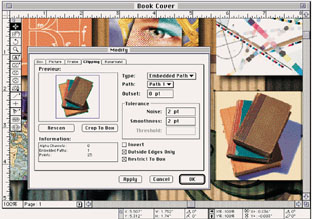 Book Cover
Modify
Box Picture Frame Clipping Runaround
Preview:
Type: Embedded Path
Path: Path 1
Outset: 0 pt
Tolerance
Noise: 2 pt
Smoothness: 2 pt
Threshold:
Rescan
Crop To Box
Information:
Alpha Channels: 0
Embedded Paths: 1
Points: 25
Invert
Outside Edges Only
Restrict To Box
Apply
Cancel
OK
100%
Page 1